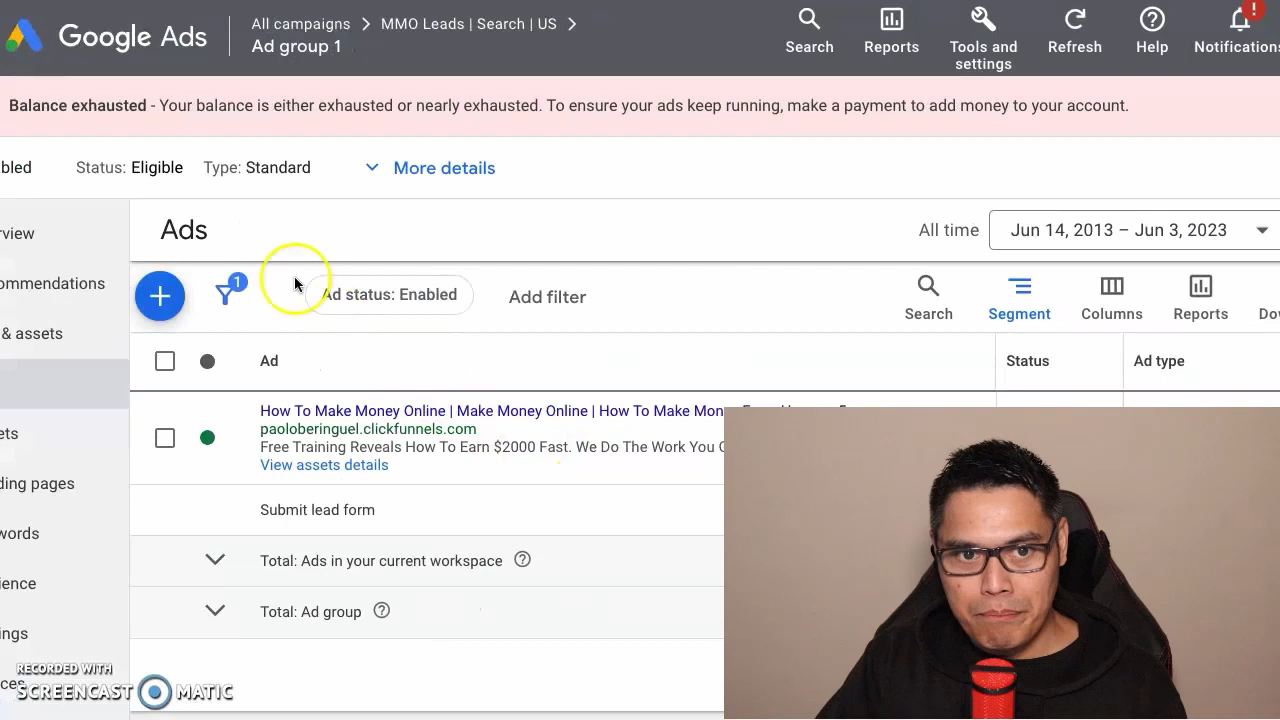 Google Ads
All campaigns
MMO Leads | Search | US
Ad group 1
Search
Reports
Tools and
settings
Refresh
Help
Notification
!
Balance exhausted - Your balance is either exhausted or nearly exhausted. To ensure your ads keep running, make a payment to add money to your account.
bled
Status: Eligible
Type: Standard
More details
rview
ommendations
& assets
ets
ding pages
words
ience
ings
ces
Ads
All time
Jun 14, 2013 – Jun 3, 2023
+
1
Ad status: Enabled
Add filter
Search
Segment
Columns
Reports
Do
Ad
Status
Ad type
How To Make Money Online | Make Money Online | How To Make Mon
paoloberinguel.clickfunnels.com
Free Training Reveals How To Earn $2000 Fast. We Do The Work You
View assets details
Submit lead form
Total: Ads in your current workspace ?
Total: Ad group ?
RECORDED WITH
SCREENCAST MATIC